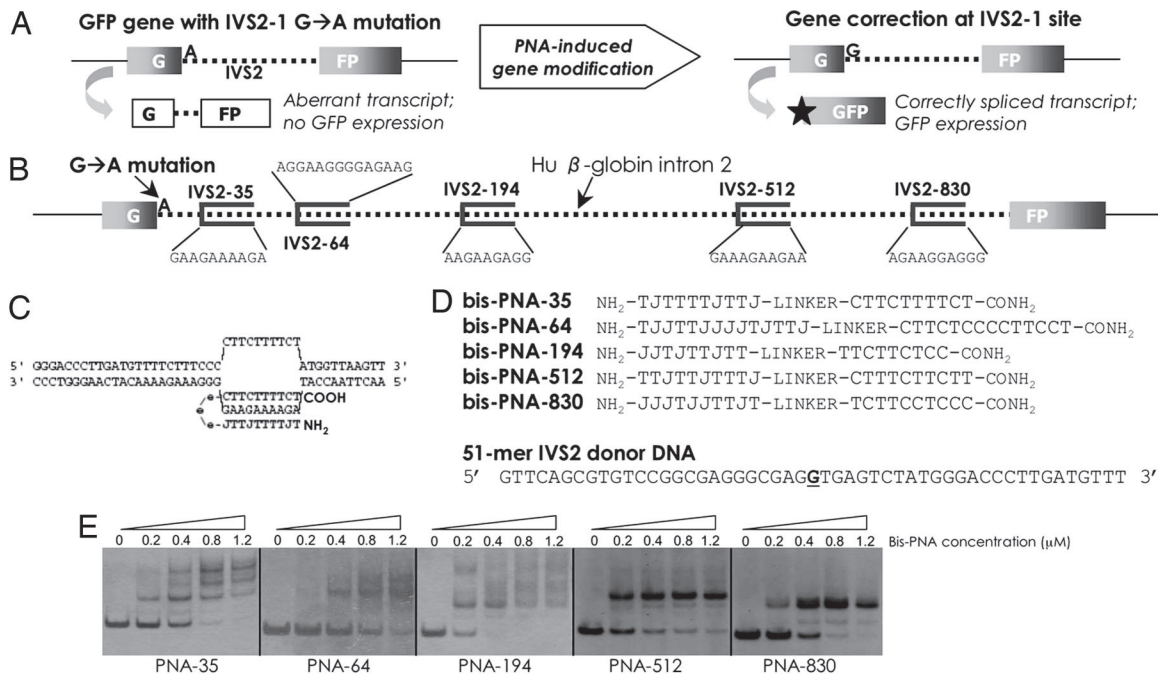 A
GFP gene with IVS2-1 G→A mutation
G
A
IVS2
FP
G
FP
Aberrant transcript;
no GFP expression
PNA-induced
gene modification
Gene correction at IVS2-1 site
G
G
FP
GFP
Correctly spliced transcript;
GFP expression
B
G→A mutation
AGGAAGGGGAGAAG
Hu β-globin intron 2
IVS2-35
IVS2-194
IVS2-512
IVS2-830
G
A
FP
IVS2-64
GAAGAAAAGA
AAGAAGAGG
GAAAGAAGAA
AGAAGGAGGG
C
CTTCTTTTCT
5' GGGACCCTTGATGTTTTCTTTCCC ATGGTTAAGTT 3'
3' CCCTGGGAACTACAAAAGAAAGGG TACCAATTCAA 5'
CTTCTTTTCT COOH
GAAGAAAAGA
JTTJTTTTJT NH2
D
bis-PNA-35 NH2-TJTTTTJTTJ-LINKER-CTTCTTTTCT-CONH2
bis-PNA-64 NH2-TJJTTJJJJTJTTJ-LINKER-CTTCTCCCCTTCCT-CONH2
bis-PNA-194 NH2-JJTJTTJTT-LINKER-TTCTTCTCC-CONH2
bis-PNA-512 NH2-TTJTTJTTTJ-LINKER-CTTTCTTCTT-CONH2
bis-PNA-830 NH2-JJJTJJTTJT-LINKER-TCTTCCTCCC-CONH2
51-mer IVS2 donor DNA
5' GTTCAGCGTGTCCGGCGAGGGCGAGGTGAGTCTATGGGACCCTTGATGTTT 3'
E
0 0.2 0.4 0.8 1.2
0 0.2 0.4 0.8 1.2
0 0.2 0.4 0.8 1.2
0 0.2 0.4 0.8 1.2
0 0.2 0.4 0.8 1.2
Bis-PNA concentration (μM)
PNA-35
PNA-64
PNA-194
PNA-512
PNA-830